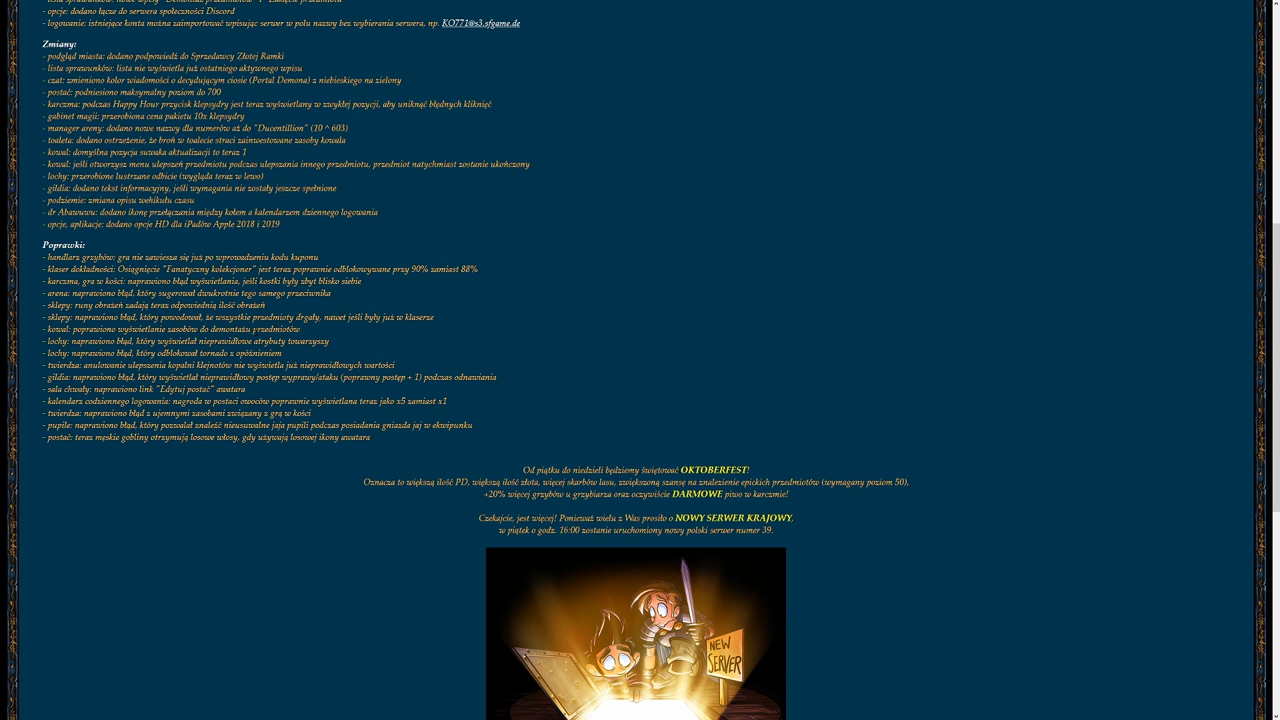 - opcje: dodano łącze do serwera społeczności Discord
- logowanie: istniejące konta można zaimportować wpisując serwer w polu nazwy bez wybierania serwera, np. KO771@s3.sfgame.de
Zmiany:
- podgląd miasta: dodano podpowiedź do Sprzedawcy Złotej Ramki
- lista sprawunków: lista nie wyświetla już ostatniego aktywnego wpisu
- czat: zmieniono kolor wiadomości o decydującym ciosie (Portal Demona) z niebieskiego na zielony
- postać: podniesiono maksymalny poziom do 700
- karczma: podczas Happy Hour przycisk klepsydry jest teraz wyświetlany w zwykłej pozycji, aby uniknąć błędnych kliknięć
- gabinet magii: przerobiona cena pakietu 10x klepsydry
- manager areny: dodano nowe nazwy dla numerów aż do "Ducentillion" (10 ^ 603)
- toaleta: dodano ostrzeżenie, że broń w toalecie straci zainwestowane zasoby kowala
- kowal: domyślna pozycja suwaka aktualizacji to teraz 1
- kowal: jeśli otworzysz menu ulepszeń przedmiotu podczas ulepszania innego przedmiotu, przedmiot natychmiast zostanie ukończony
- lochy: przerobione lustrzane odbicie (wygląda teraz w lewo)
- gildia: dodano tekst informacyjny, jeśli wymagania nie zostały jeszcze spełnione
- podziemie: zmiana opisu wehikułu czasu
- dr Abawuwu: dodano ikonę przełączania między kołem a kalendarzem dziennego logowania
- opcje, aplikacje: dodano opcje HD dla iPadów Apple 2018 i 2019
Poprawki:
- handlarz grzybów: gra nie zawiesza się już po wprowadzeniu kodu kuponu
- klaser dokładności: Osiągnięcie "Fanatyczny kolekcjoner" jest teraz poprawnie odblokowywane przy 90% zamiast 88%
- karczma, gra w kości: naprawiono błąd wyświetlania, jeśli kostki były zbyt blisko siebie
- arena: naprawiono błąd, który sugerował dwukrotnie tego samego przeciwnika
- sklepy: runy obrażeń zadają teraz odpowiednią ilość obrażeń
- sklepy: naprawiono błąd, który powodował, że wszystkie przedmioty drgały, nawet jeśli były już w klaserze
- kowal: poprawiono wyświetlanie zasobów do demontażu przedmiotów
- lochy: naprawiono błąd, który wyświetlał nieprawidłowe atrybuty towarzyszy
- lochy: naprawiono błąd, który odblokował tornado z opóźnieniem
- twierdza: anulowanie ulepszenia kopalni klejnotów nie wyświetla już nieprawidłowych wartości
- gildia: naprawiono błąd, który wyświetlał nieprawidłowy postęp wyprawy/ataku (poprawny postęp + 1) podczas odnawiania
- sala chwały: naprawiono link "Edytuj postać" awatara
- kalendarz codziennego logowania: nagroda w postaci owoców poprawnie wyświetlana teraz jako x5 zamiast x1
- twierdza: naprawiono błąd z ujemnymi zasobami związany z grą w kości
- pupile: naprawiono błąd, który pozwalał znaleźć nieusuwalne jaja pupili podczas posiadania gniazda jaj w ekwipunku
- postać: teraz męskie gobliny otrzymują losowe włosy, gdy używają losowej ikony awatara
Od piątku do niedzieli będziemy świętować OKTOBERFEST!
Oznacza to większą ilość PD, większą ilość złota, więcej skarbów lasu, zwiększoną szansę na znalezienie epickich przedmiotów (wymagany poziom 50),
+20% więcej grzybów u grzybiarza oraz oczywiście DARMOWE piwo w karczmie!
Czekajcie, jest więcej! Ponieważ wielu z Was prosiło o NOWY SERWER KRAJOWY,
w piątek o godz. 16:00 zostanie uruchomiony nowy polski serwer numer 39.
NEW
SERVER